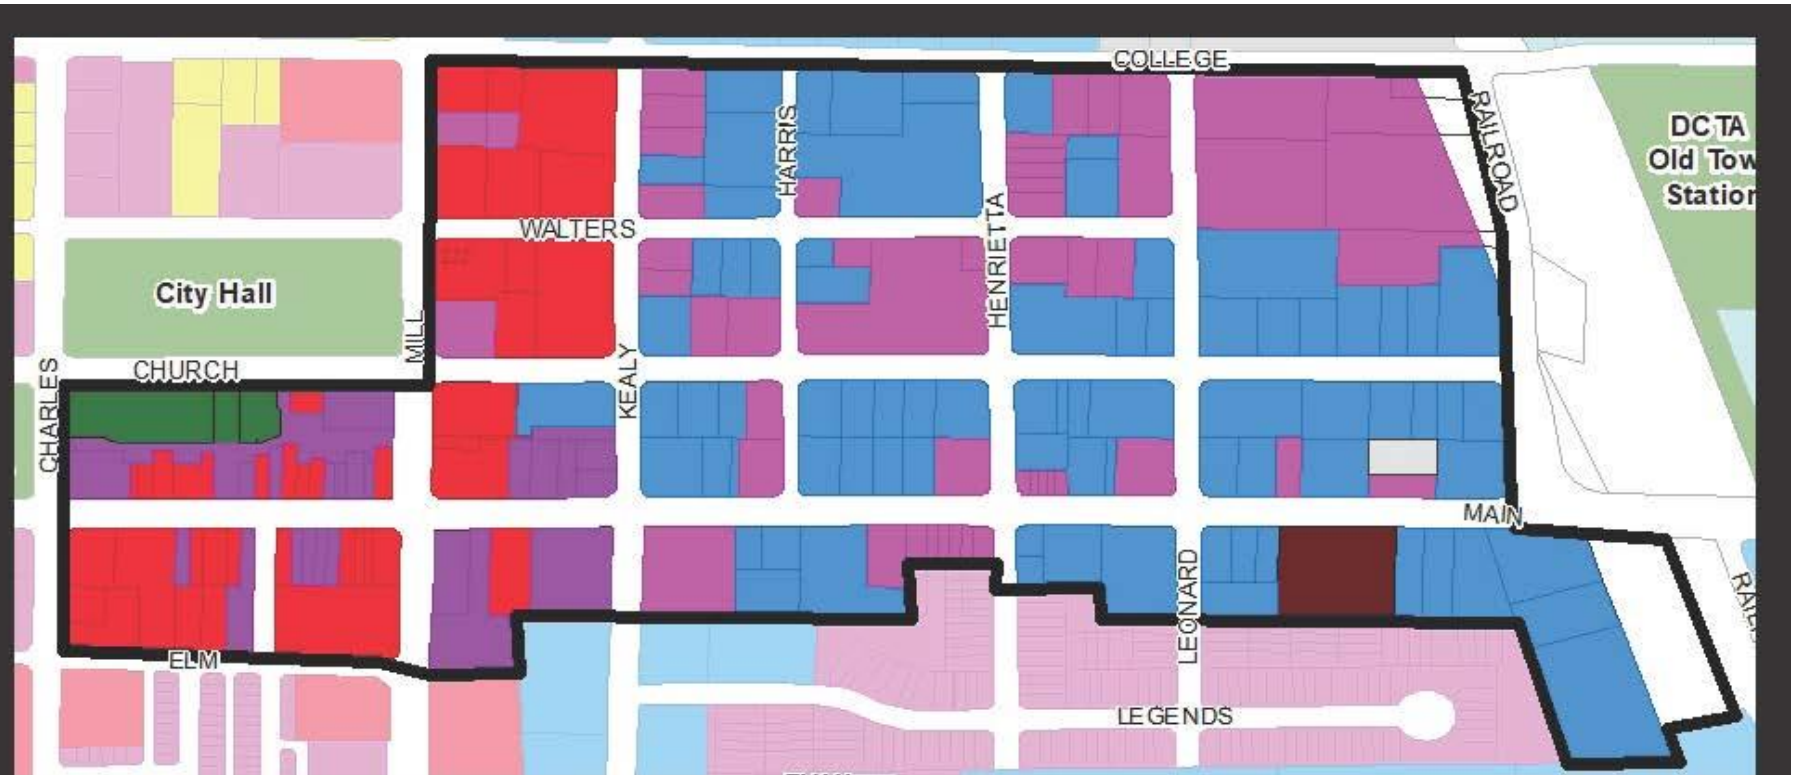 COLLEGE
RAILROAD
DCTA
Old Tow
Station
HARRIS
HENRIETTA
WALTERS
City Hall
MILL
CHURCH
KEALY
CHARLES
MAIN
LEONARD
ELM
LEGENDS